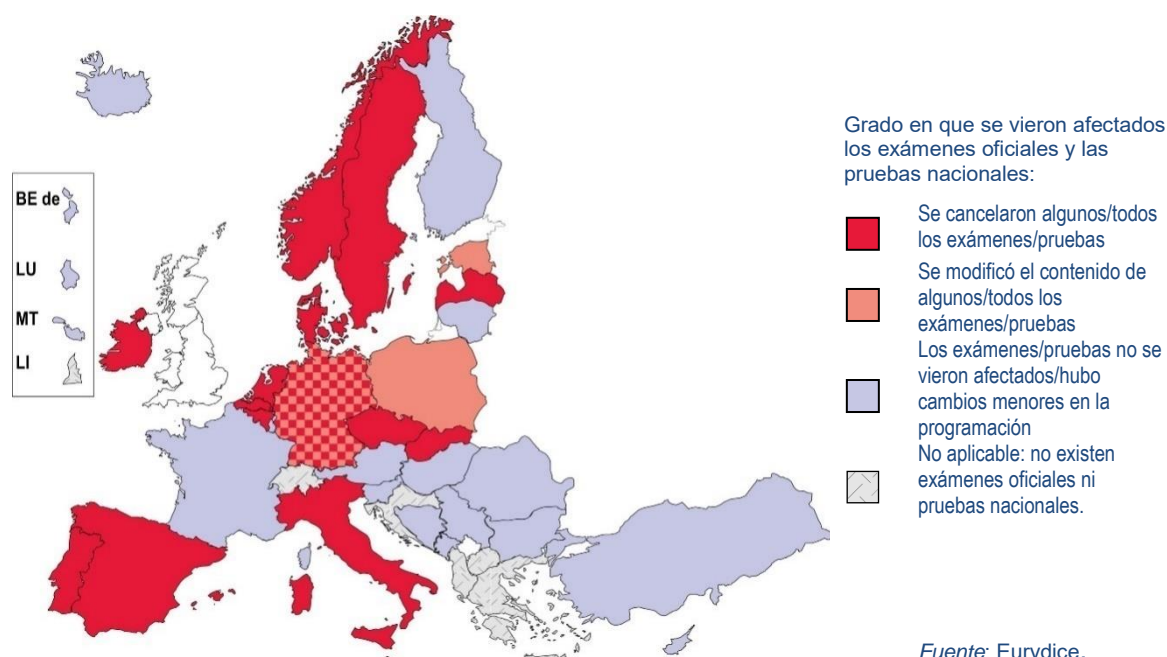 BE de
LU
MT
LI
Grado en que se vieron afectados
los exámenes oficiales y las
pruebas nacionales:
Se cancelaron algunos/todos
los exámenes/pruebas
Se modificó el contenido de
algunos/todos los
exámenes/pruebas
Los exámenes/pruebas no se
vieron afectados/hubo
cambios menores en la
programación
No aplicable: no existen
exámenes oficiales ni
pruebas nacionales.
Fuente: Eurydice.